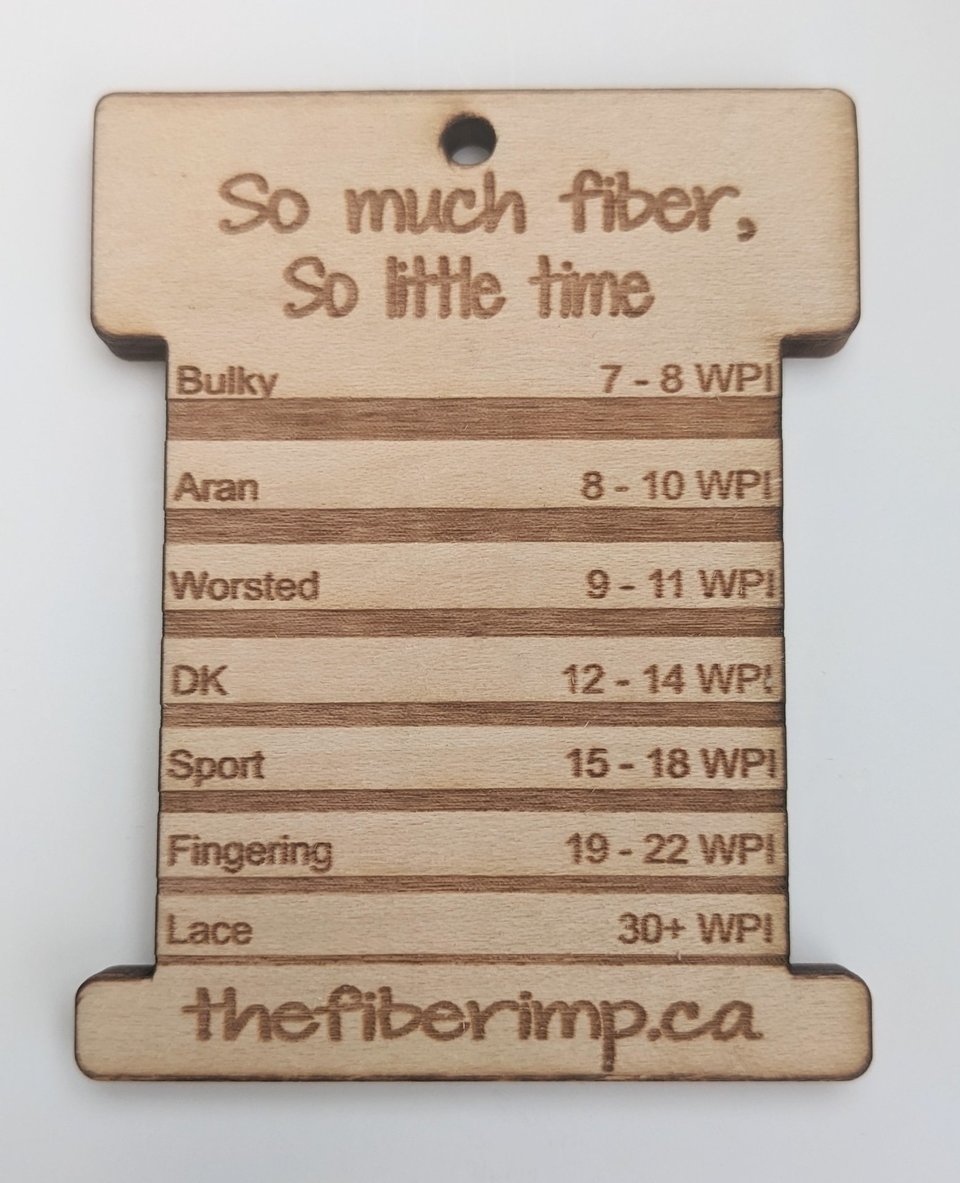 So much fiber,
So little time
Bulky 7 - 8 WPI
Aran 8 - 10 WPI
Worsted 9 - 11 WPI
DK 12 - 14 WPI
Sport 15 - 18 WPI
Fingering 19 - 22 WPI
Lace 30+ WPI
thefiberimp.ca